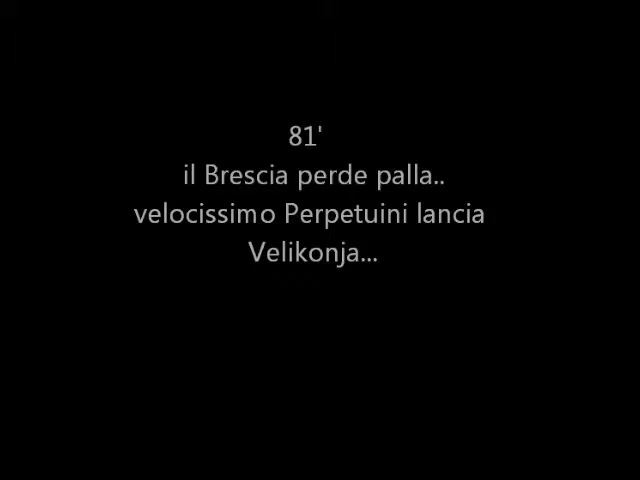 81'
il Brescia perde palla..
velocissimo Perpetuini lancia
Velikonja...